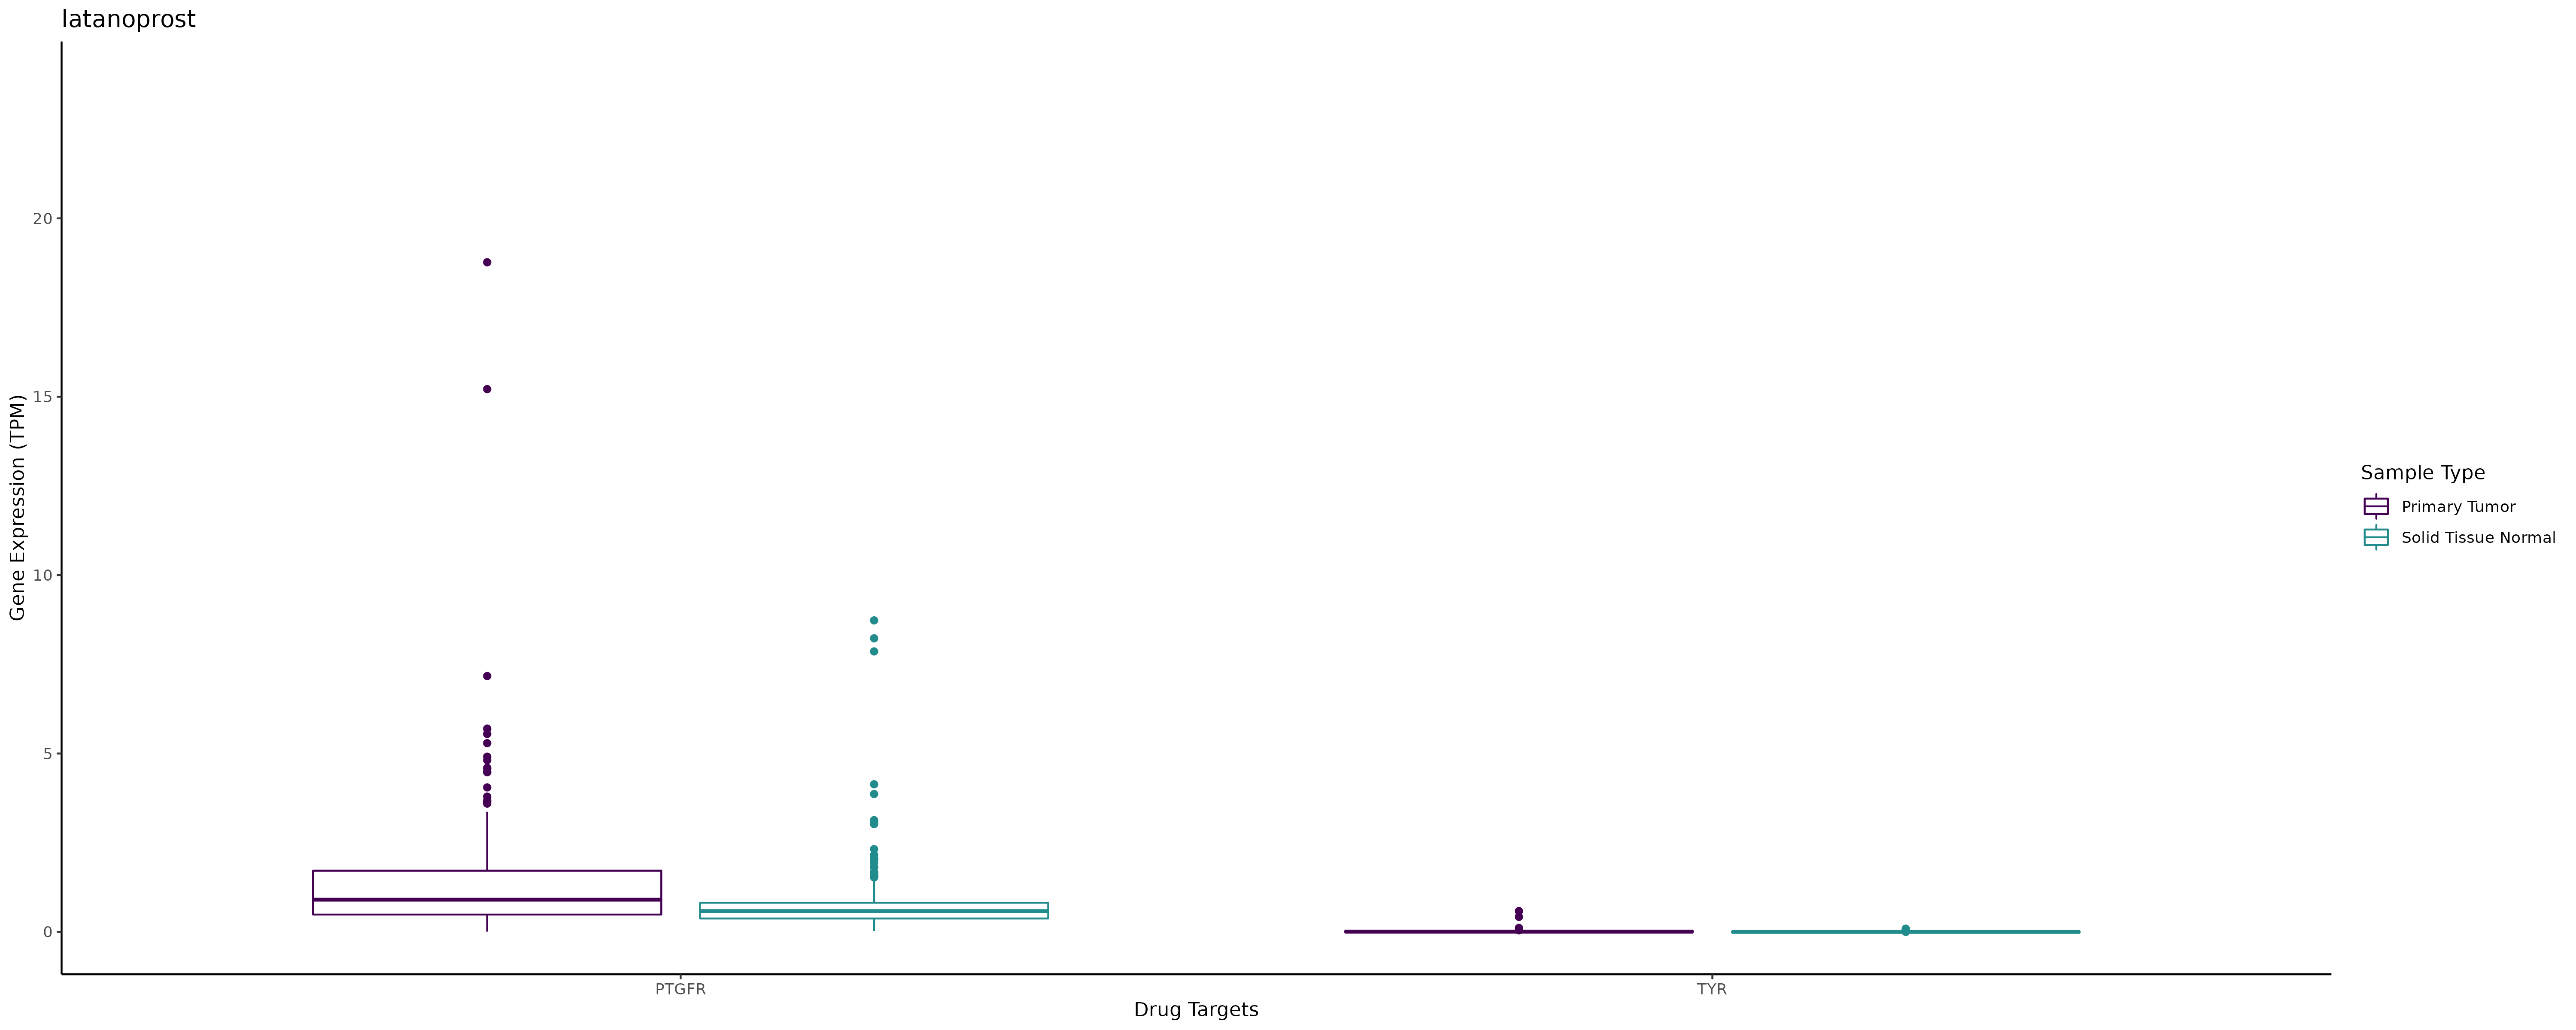 latanoprost
Gene Expression (TPM)
20
15
10
5
0
PTGFR
TYR
Drug Targets
Sample Type
Primary Tumor
Solid Tissue Normal